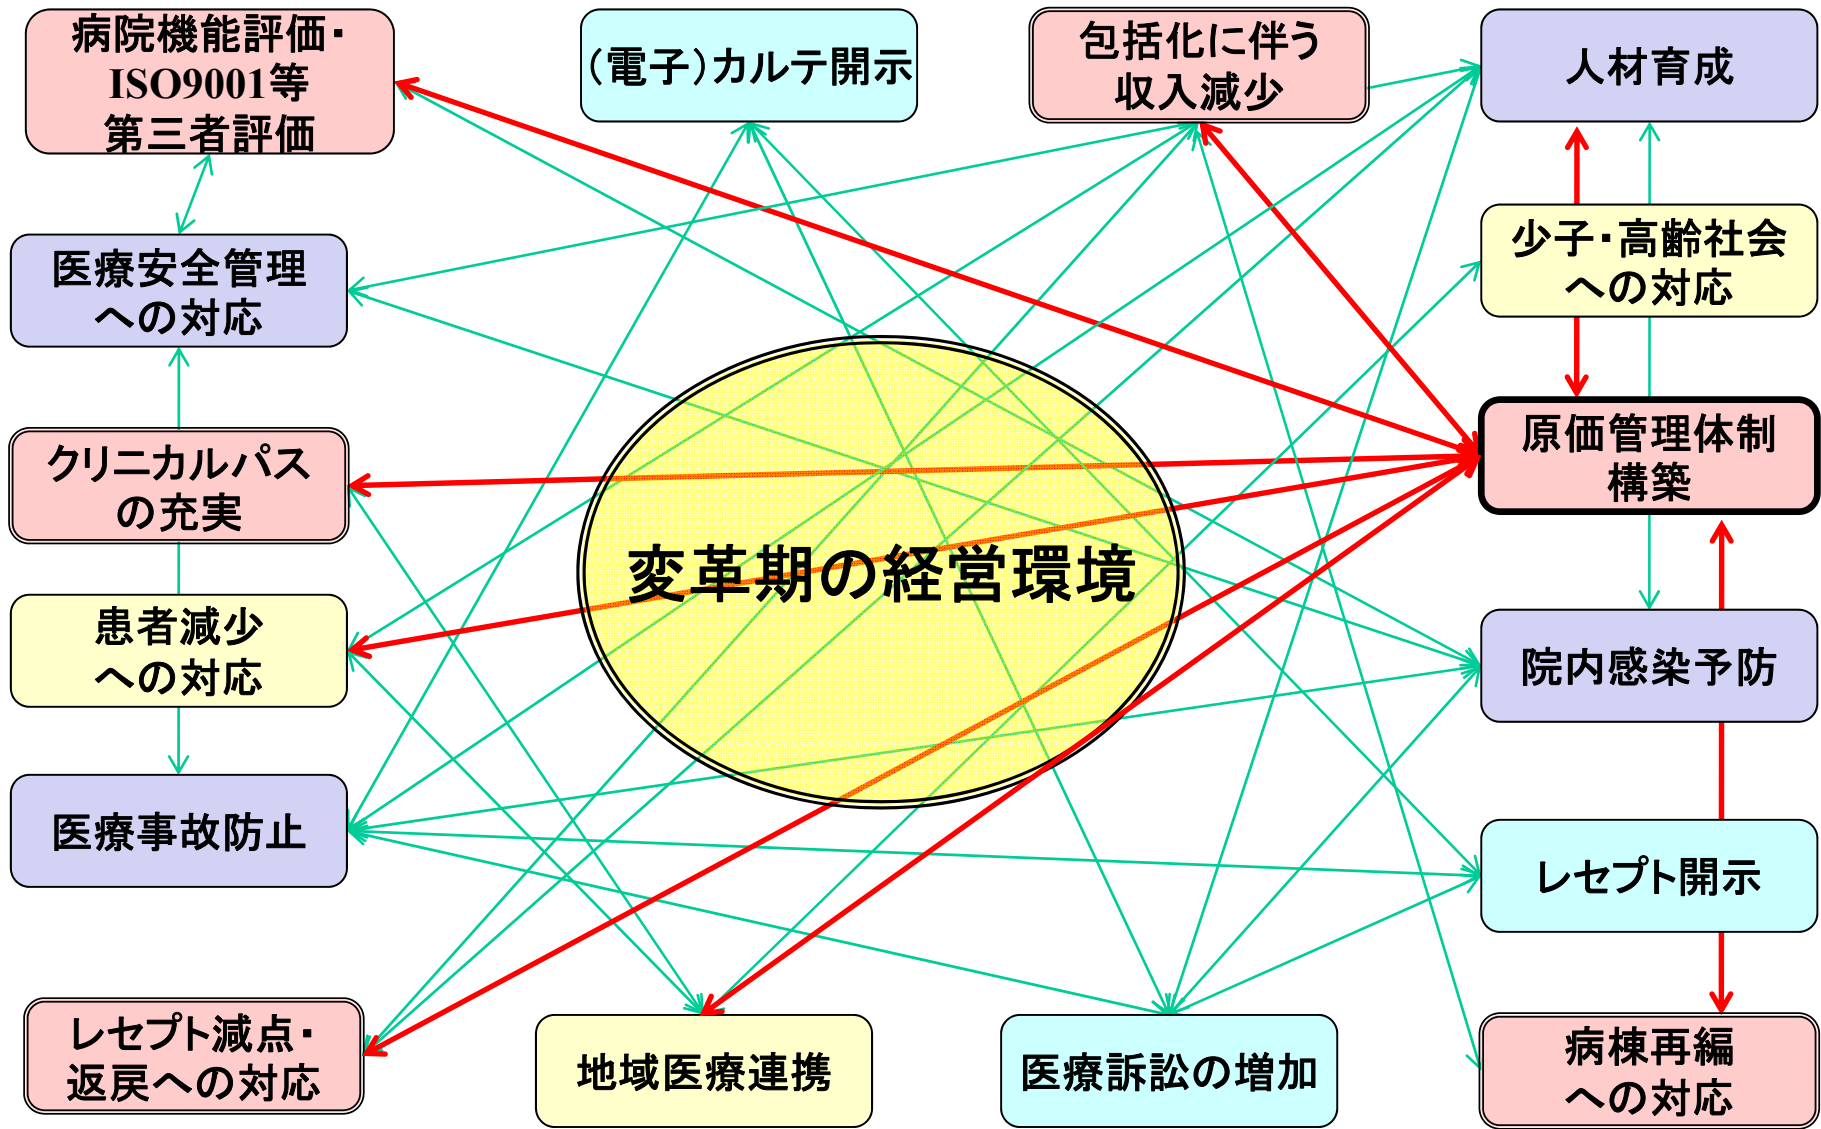 病院機能評価・
ISO9001等
第三者評価
（電子）カルテ開示
包括化に伴う
収入減少
人材育成
医療安全管理
への対応
少子・高齢社会
への対応
クリニカルパス
の充実
原価管理体制
構築
変革期の経営環境
患者減少
への対応
院内感染予防
医療事故防止
レセプト開示
レセプト減点・
返戻への対応
地域医療連携
医療訴訟の増加
病棟再編
への対応